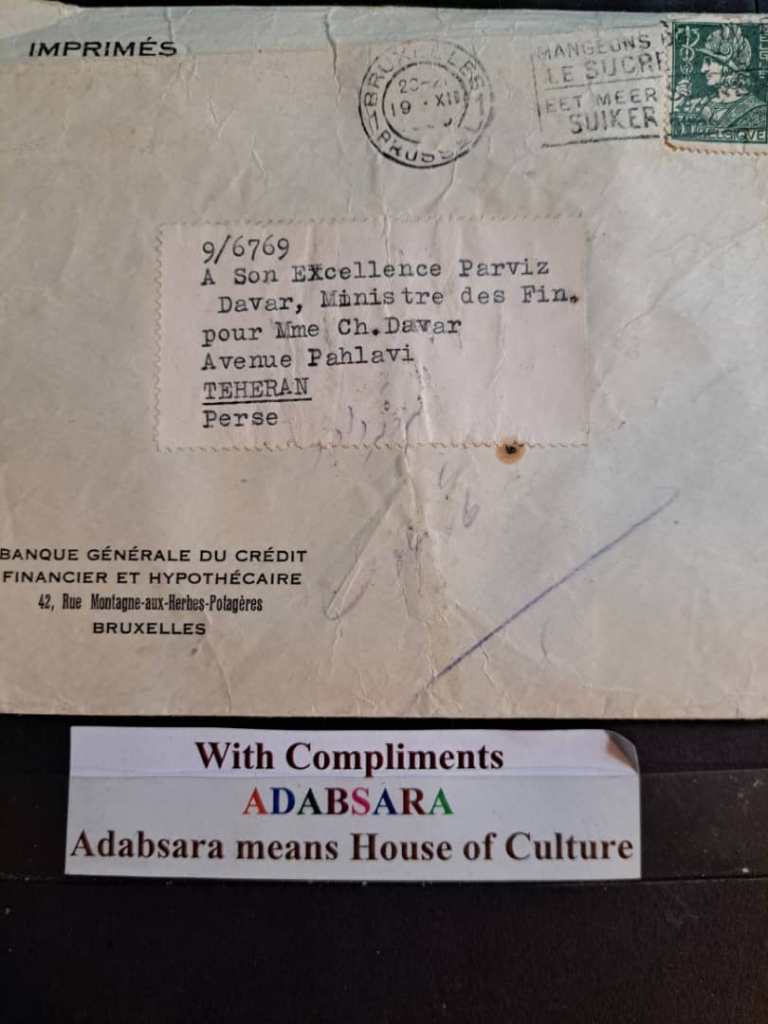 IMPRIMÉS
BRUXELLES 1
19 XII
MANGEONS
LE SUCRE
EET MEER
SUIKER
BELGIQUE
9/6769
A Son Excellence Parviz
Davar, Ministre des Fin.
pour Mme Ch.Davar
Avenue Pahlavi
TEHERAN
Perse
BANQUE GÉNÉRALE DU CRÉDIT
FINANCIER ET HYPOTHÉCAIRE
42, Rue Montagne-aux-Herbes-Potagères
BRUXELLES
With Compliments
ADABSARA
Adabsara means House of Culture